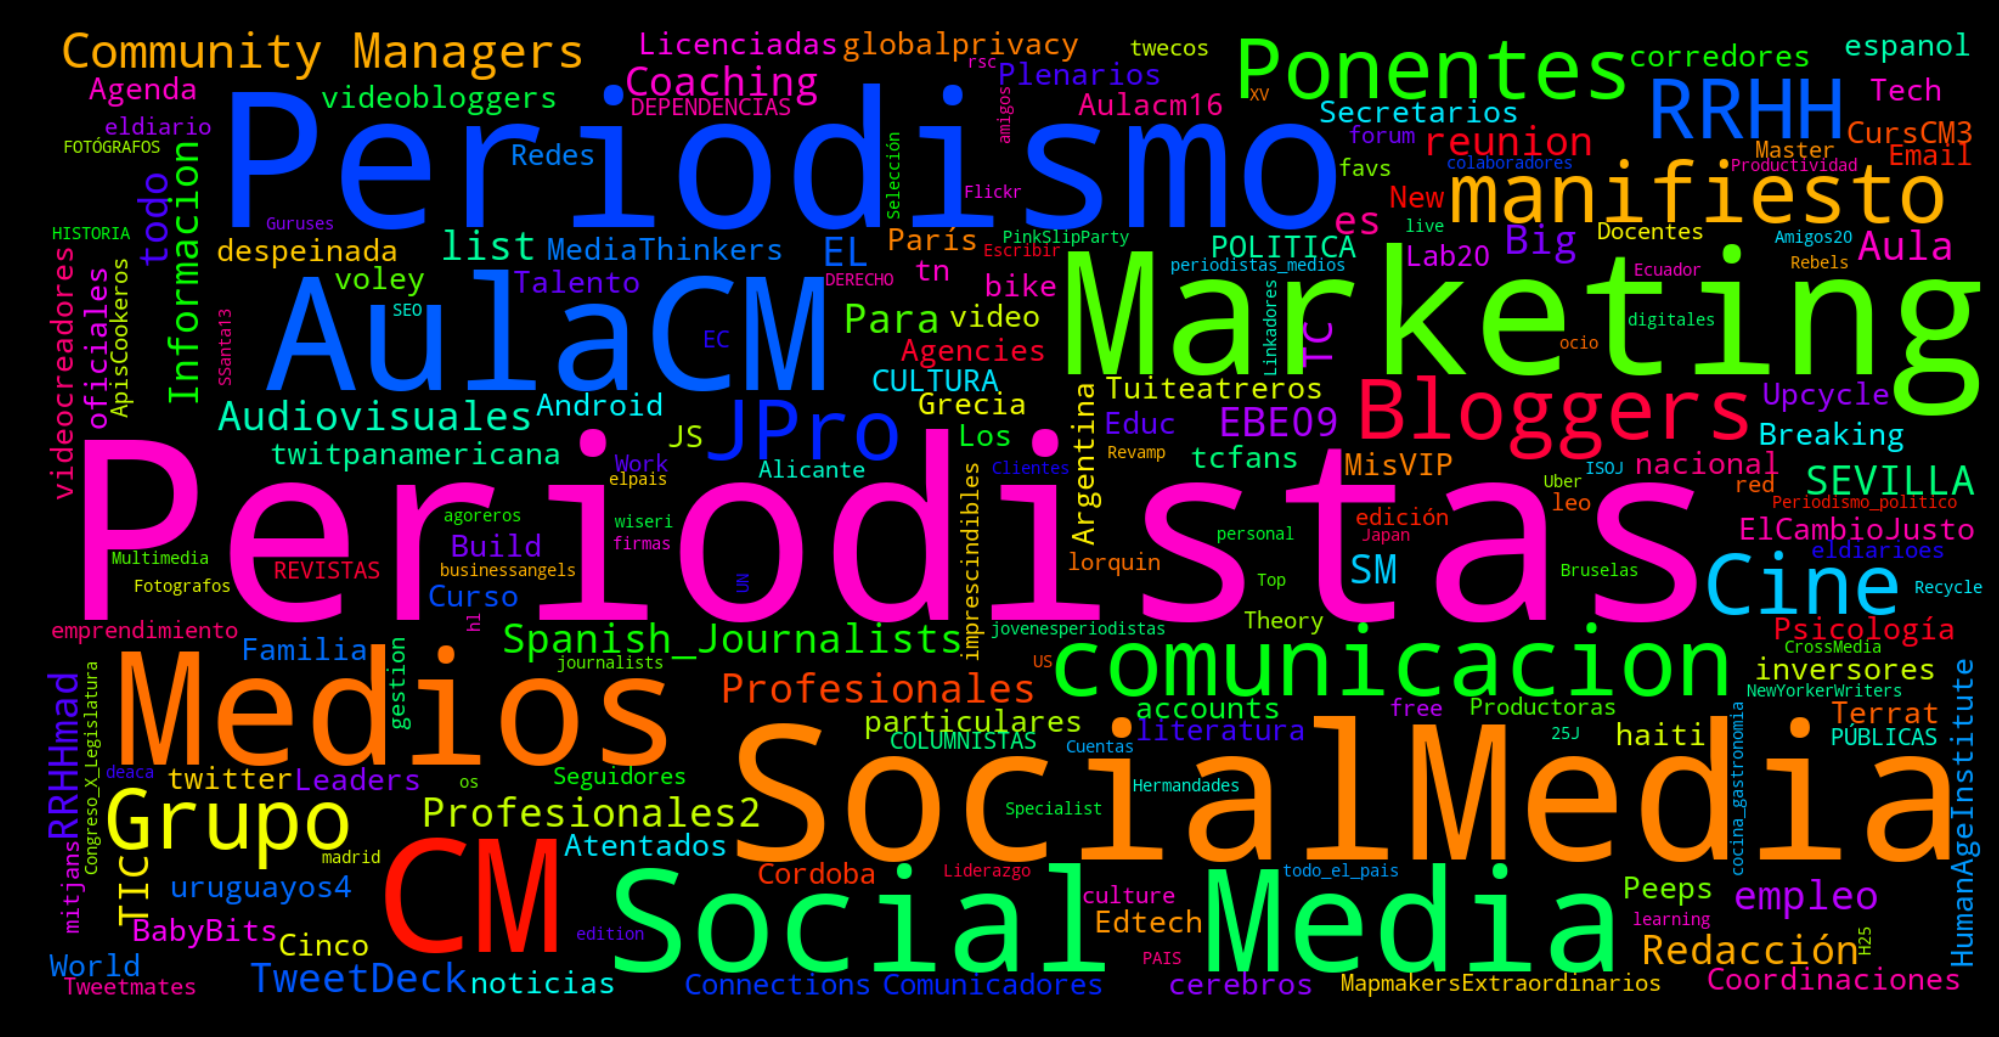 Community Managers
Licenciadas
globalprivacy
twecos
Ponentes
corredores
espanol
Agenda
videobloggers
Coaching
rsc
Plenarios
RRHH
Tech
DEPENDENCIAS
amigos
Aulacm16
XV
Secretarios
eldiario
FOTÓGRAFOS
Periodismo
Redes
Selección
Flickr
forum
reunion
colaboradores
Master
CursCM3
Email
Productividad
favs
New
manifiesto
todo
Informacion
Guruses
HISTORIA
despeinada
list
MediaThinkers
EL
París
PinkSlipParty
Escribir
es
live
POLITICA
Lab20
Big
Docentes
Amigos20
Aula
voley
Talento
DERECHO
tn
bike
periodistas_medios
Ecuador
Rebels
videocreadores
oficiales
ApisCookeros
SSanta13
AulaCM
SEO
EC
Para
video
Marketing
Linkadores
TC
digitales
ocio
Agencies
CULTURA
Tuiteatreros
Audiovisuales
Android
JPro
Grecia
Argentina
Educ
EBE09
Bloggers
Upcycle
JS
Los
Breaking
twitpanamericana
Work
elpais
Alicante
Clientes
Revamp
tcfans
MisVIP
ISOJ
nacional
Uber
red
SEVILLA
leo
Periodismo_politico
Periodistas
agoreros
wiseri
firmas
imprescindibles
personal
edición
Japan
ElCambioJusto
Build
Multimedia
REVISTAS
businessangels
UN
lorquin
Top
SM
Bruselas
eldiarioes
Fotografos
Curso
hl
Cine
Recycle
Theory
emprendimiento
Familia
gestion
Spanish_Journalists
journalists
jovenesperiodistas
US
comunicacion
Psicología
CrossMedia
inversores
RRHHmad
Congreso_X_Legislatura
Medios
Profesionales
accounts
free
Productoras
NewYorkerWriters
Terrat
HumanAgeInstitute
particulares
literatura
COLUMNISTAS
Cuentas
25J
haiti
PÚBLICAS
deaca
twitter
Leaders
os
Seguidores
SocialMedia
Hermandades
cocina_gastronomia
Grupo
Profesionales2
Specialist
mitjans
TIC
madrid
CM
Atentados
Cordoba
Liderazgo
todo_el_pais
uruguayos4
Social Media
culture
Peeps
empleo
BabyBits
Cinco
edition
Edtech
learning
H25
World
PAIS
Redacción
Tweetmates
TweetDeck
noticias
Connections
Comunicadores
cerebros
MapmakersExtraordinarios
Coordinaciones